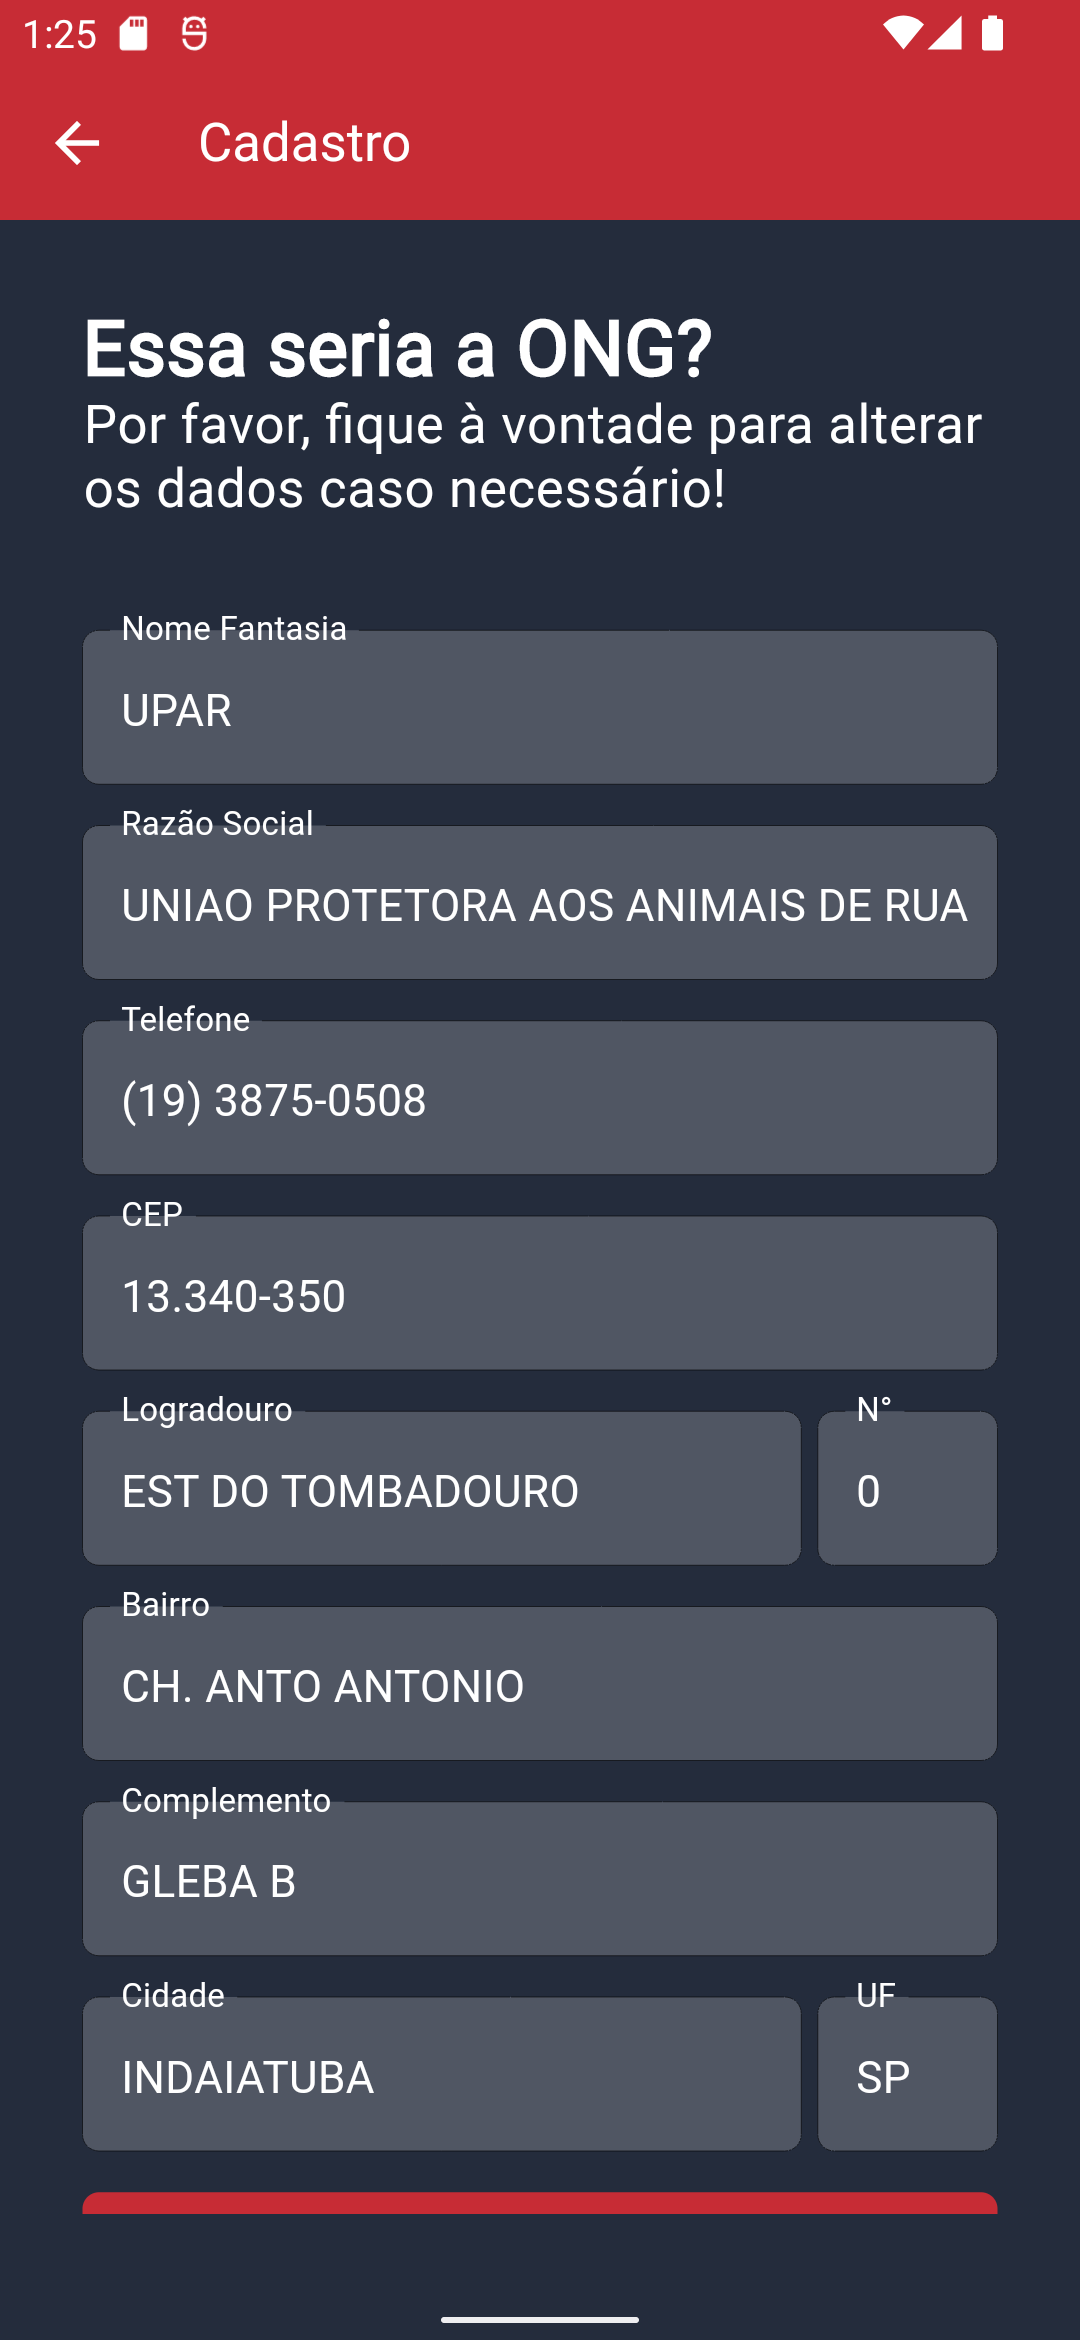 1:25
Cadastro
Essa seria a ONG?
Por favor, fique à vontade para alterar
os dados caso necessário!
Nome Fantasia
UPAR
Razão Social
UNIAO PROTETORA AOS ANIMAIS DE RUA
Telefone
(19) 3875-0508
CEP
13.340-350
Logradouro N°
EST DO TOMBADOURO 0
Bairro
CH. ANTO ANTONIO
Complemento
GLEBA B
Cidade UF
INDAIATUBA SP